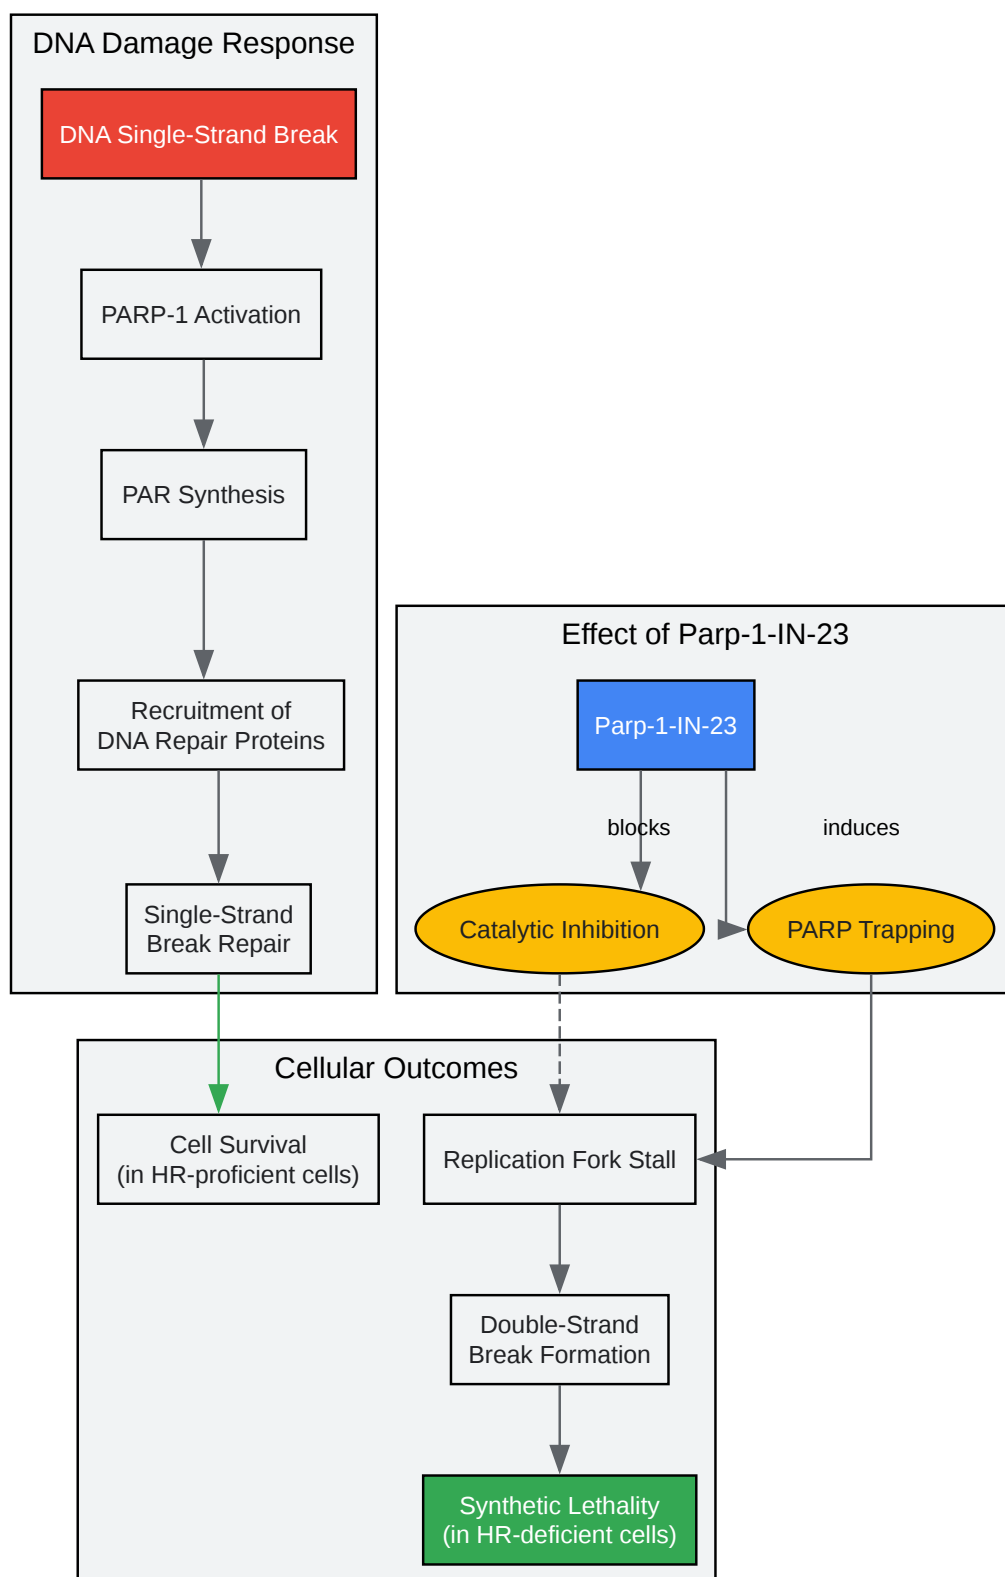 DNA Damage Response
DNA Single-Strand Break
PARP-1 Activation
PAR Synthesis
Recruitment of
DNA Repair Proteins
Single-Strand
Break Repair
Effect of Parp-1-IN-23
Parp-1-IN-23
blocks
induces
Catalytic Inhibition
PARP Trapping
Cellular Outcomes
Cell Survival
(in HR-proficient cells)
Replication Fork Stall
Double-Strand
Break Formation
Synthetic Lethality
(in HR-deficient cells)